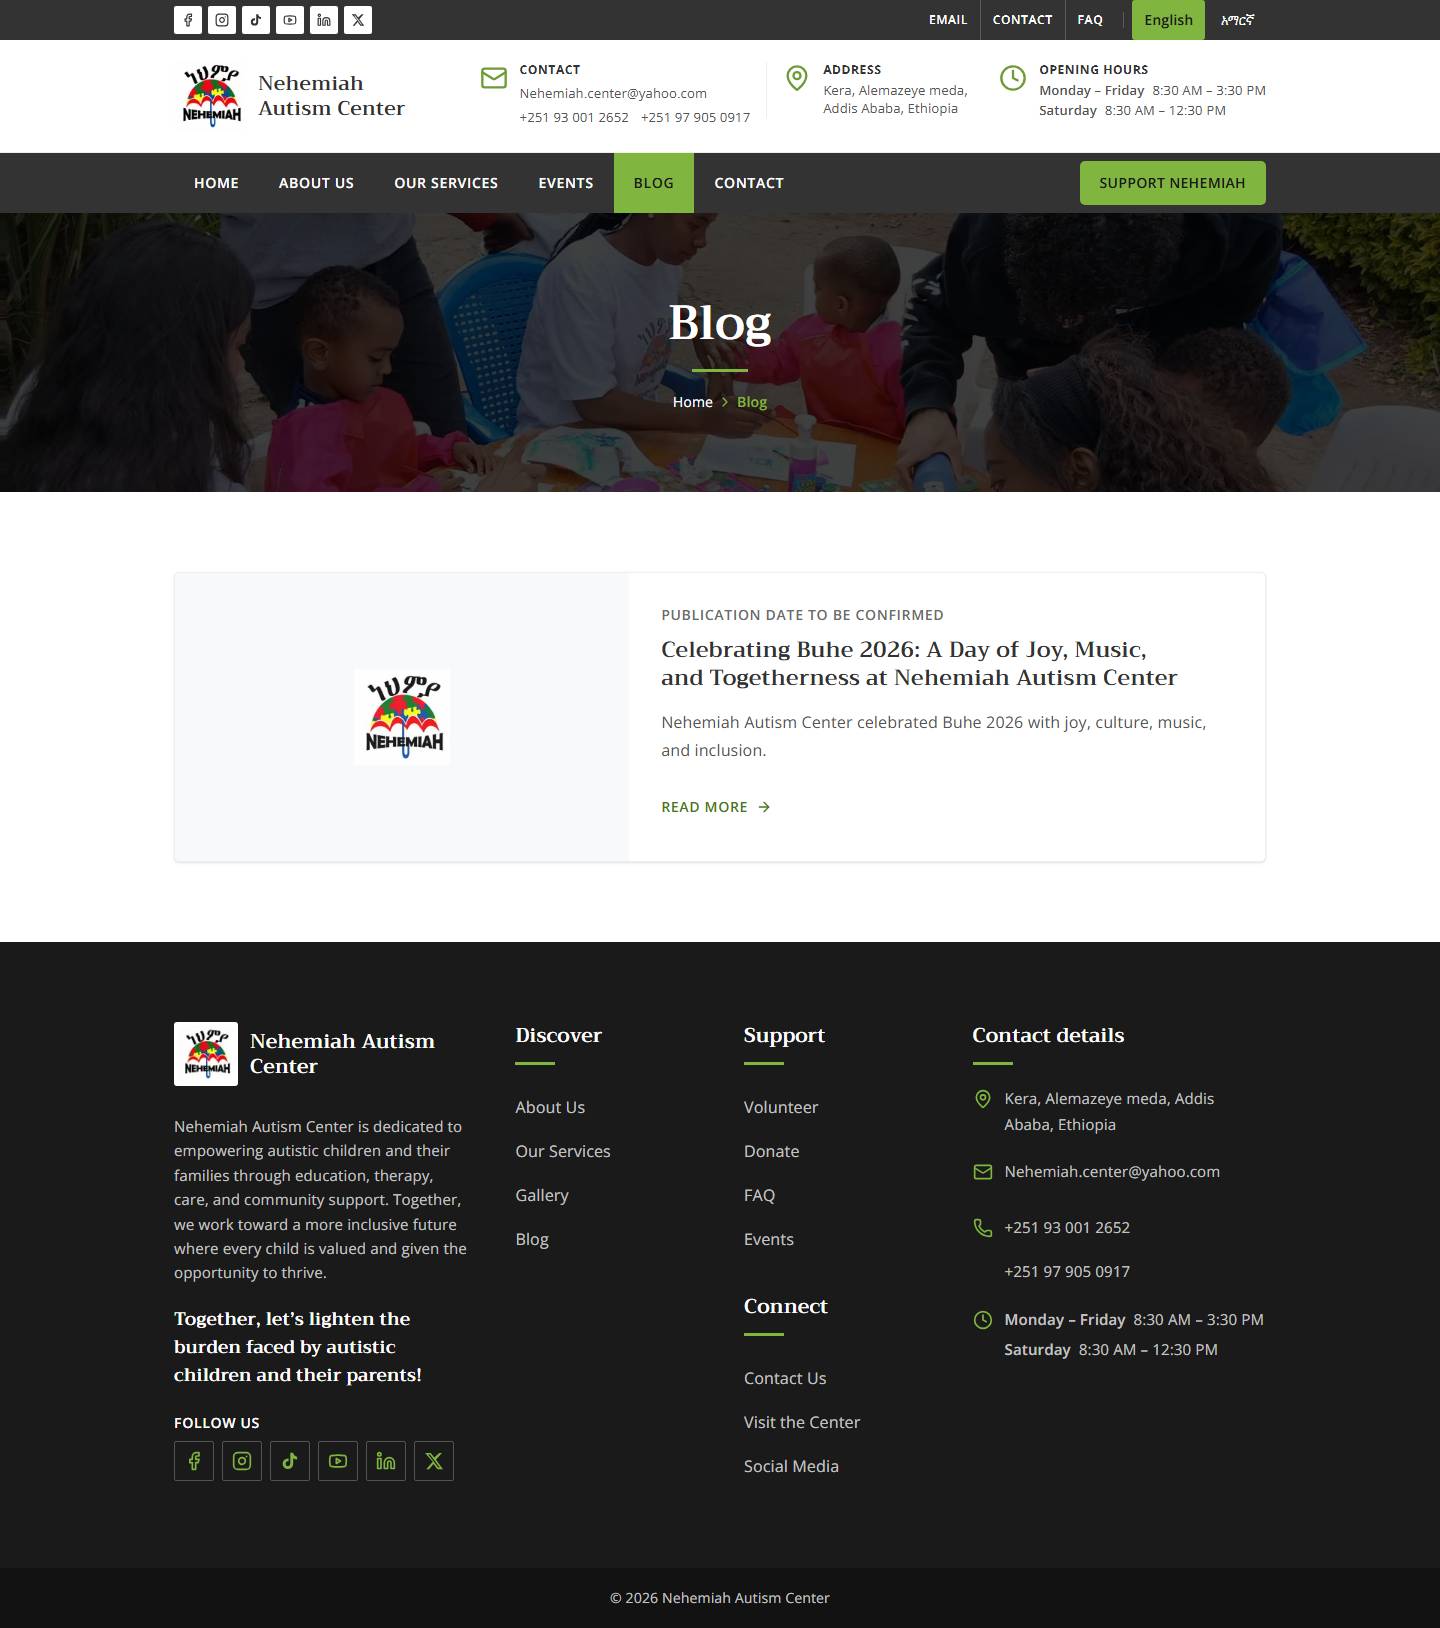 EMAIL CONTACT FAQ English አማርኛ
ነህምያ
NEHEMIAH
Nehemiah
Autism Center
CONTACT
Nehemiah.center@yahoo.com
+251 93 001 2652 +251 97 905 0917
ADDRESS
Kera, Alemazeye meda,
Addis Ababa, Ethiopia
OPENING HOURS
Monday – Friday 8:30 AM – 3:30 PM
Saturday 8:30 AM – 12:30 PM
HOME ABOUT US OUR SERVICES EVENTS BLOG CONTACT SUPPORT NEHEMIAH
Blog
Home > Blog
ነህምያ
NEHEMIAH
PUBLICATION DATE TO BE CONFIRMED
Celebrating Buhe 2026: A Day of Joy, Music,
and Togetherness at Nehemiah Autism Center
Nehemiah Autism Center celebrated Buhe 2026 with joy, culture, music,
and inclusion.
READ MORE →
ነህምያ
NEHEMIAH
Nehemiah Autism
Center
Nehemiah Autism Center is dedicated to
empowering autistic children and their
families through education, therapy,
care, and community support. Together,
we work toward a more inclusive future
where every child is valued and given the
opportunity to thrive.
Together, let’s lighten the
burden faced by autistic
children and their parents!
FOLLOW US
Discover
About Us
Our Services
Gallery
Blog
Support
Volunteer
Donate
FAQ
Events
Connect
Contact Us
Visit the Center
Social Media
Contact details
Kera, Alemazeye meda, Addis
Ababa, Ethiopia
Nehemiah.center@yahoo.com
+251 93 001 2652
+251 97 905 0917
Monday – Friday 8:30 AM – 3:30 PM
Saturday 8:30 AM – 12:30 PM
© 2026 Nehemiah Autism Center